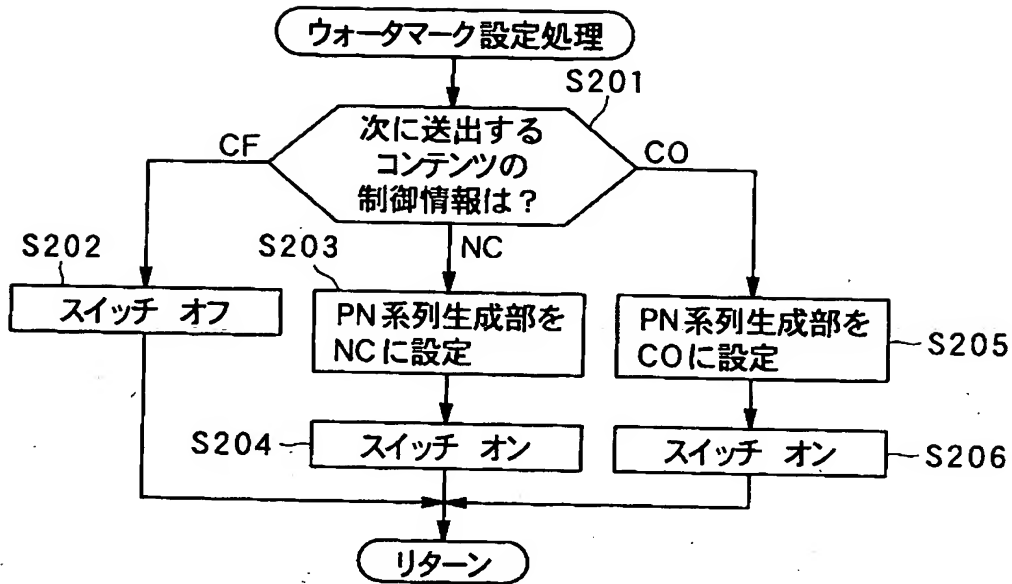 ウォータマーク設定処理
S201
次に送出する
コンテンツの
制御情報は?
CF
CO
NC
S202
スイッチ オフ
S203
PN系列生成部を
NCに設定
PN系列生成部を
COに設定
S205
S204
スイッチ オン
スイッチ オン
S206
リターン